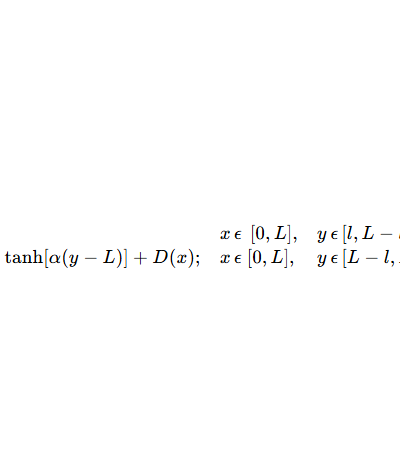 x ϵ [0, L], y ϵ [l, L −
tanh[α(y − L)] + D(x); x ϵ [0, L], y ϵ [L − l,